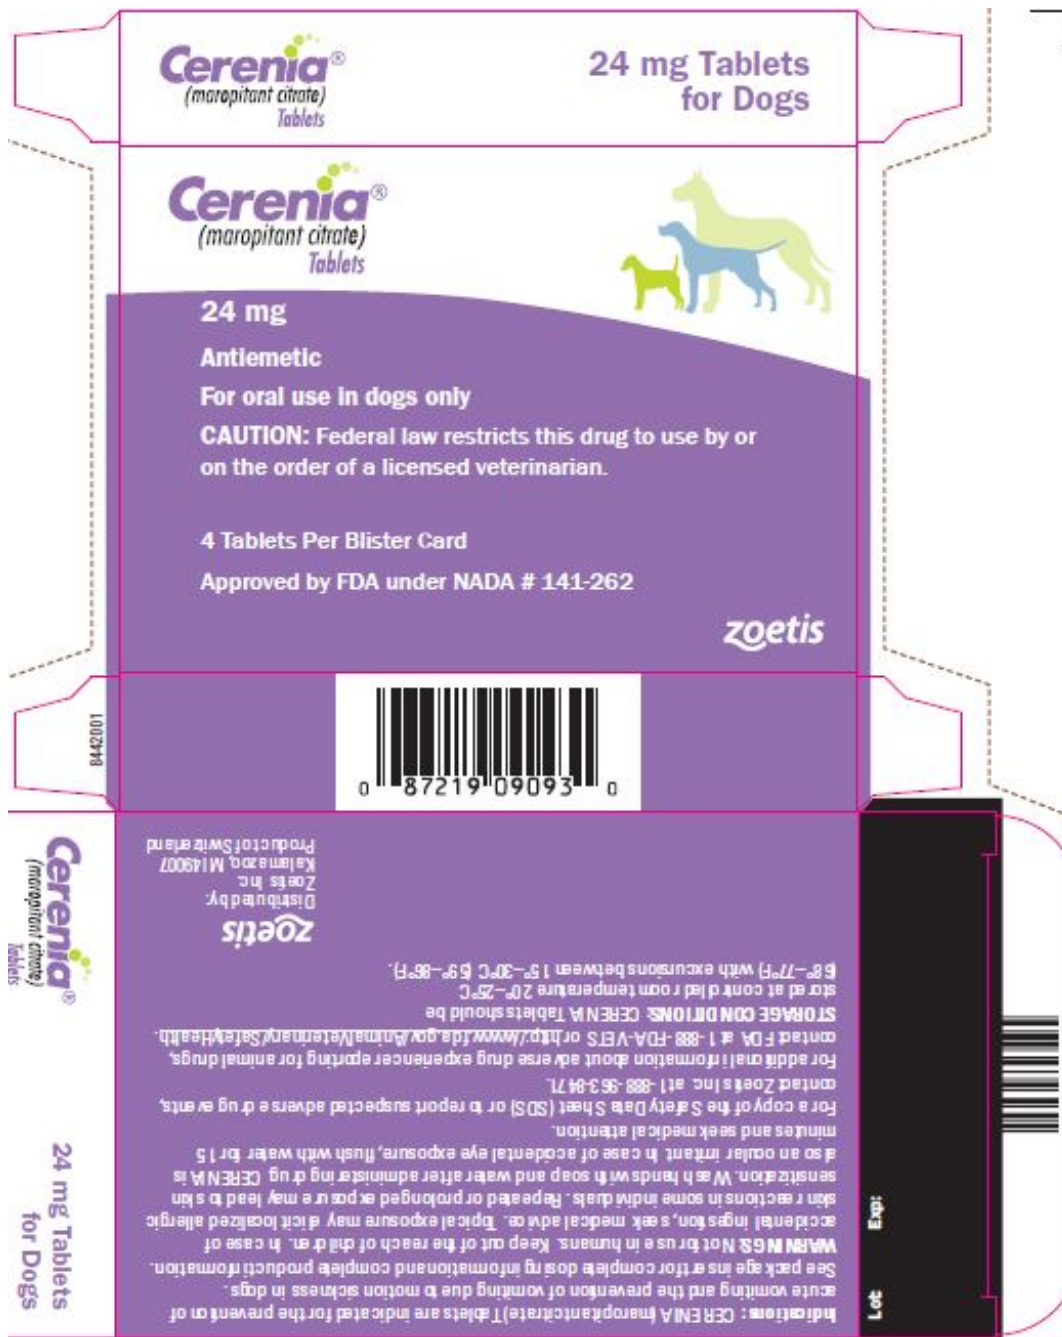 Cerenia®
(maropitant citrate)
Tablets
24 mg Tablets
for Dogs
Cerenia®
(maropitant citrate)
Tablets
24 mg
Antiemetic
For oral use in dogs only
CAUTION: Federal law restricts this drug to use by or
on the order of a licensed veterinarian.
4 Tablets Per Blister Card
Approved by FDA under NADA # 141-262
zoetis
8442001
0 87219 09093 0
Indications: CERENIA (maropitant citrate) Tablets are indicated for the prevention of
acute vomiting and the prevention of vomiting due to motion sickness in dogs.
See package insert for complete dosing information and complete product information.
WARNINGS: Not for use in humans. Keep out of the reach of children. In case of
accidental ingestion, seek medical advice. Topical exposure may elicit localized allergic
skin reactions in some individuals. Repeated or prolonged exposure may lead to skin
sensitization. Wash hands with soap and water after administering drug. CERENIA is
also an ocular irritant. In case of accidental eye exposure, flush with water for 15
minutes and seek medical attention.
For a copy of the Safety Data Sheet (SDS) or to report suspected adverse drug events,
contact Zoetis Inc. at 1-888-963-8471.
For additional information about adverse drug experience reporting for animal drugs,
contact FDA at 1-888-FDA-VETS or http://www.fda.gov/AnimalVeterinary/SafetyHealth.
STORAGE CONDITIONS: CERENIA Tablets should be
stored at controlled room temperature 20°–25°C
(68°–77°F) with excursions between 15°–30°C (59°–86°F).
zoetis
Distributed by:
Zoetis Inc.
Kalamazoo, MI 49007
Product of Switzerland
Cerenia®
(maropitant citrate)
Tablets
24 mg Tablets
for Dogs
Lot:
Exp: